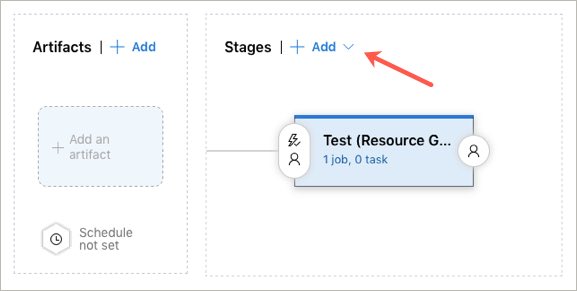 Artifacts | + Add
Stages | + Add
+ Add an
artifact
Test (Resource G...
1 job, 0 task
Schedule
not set